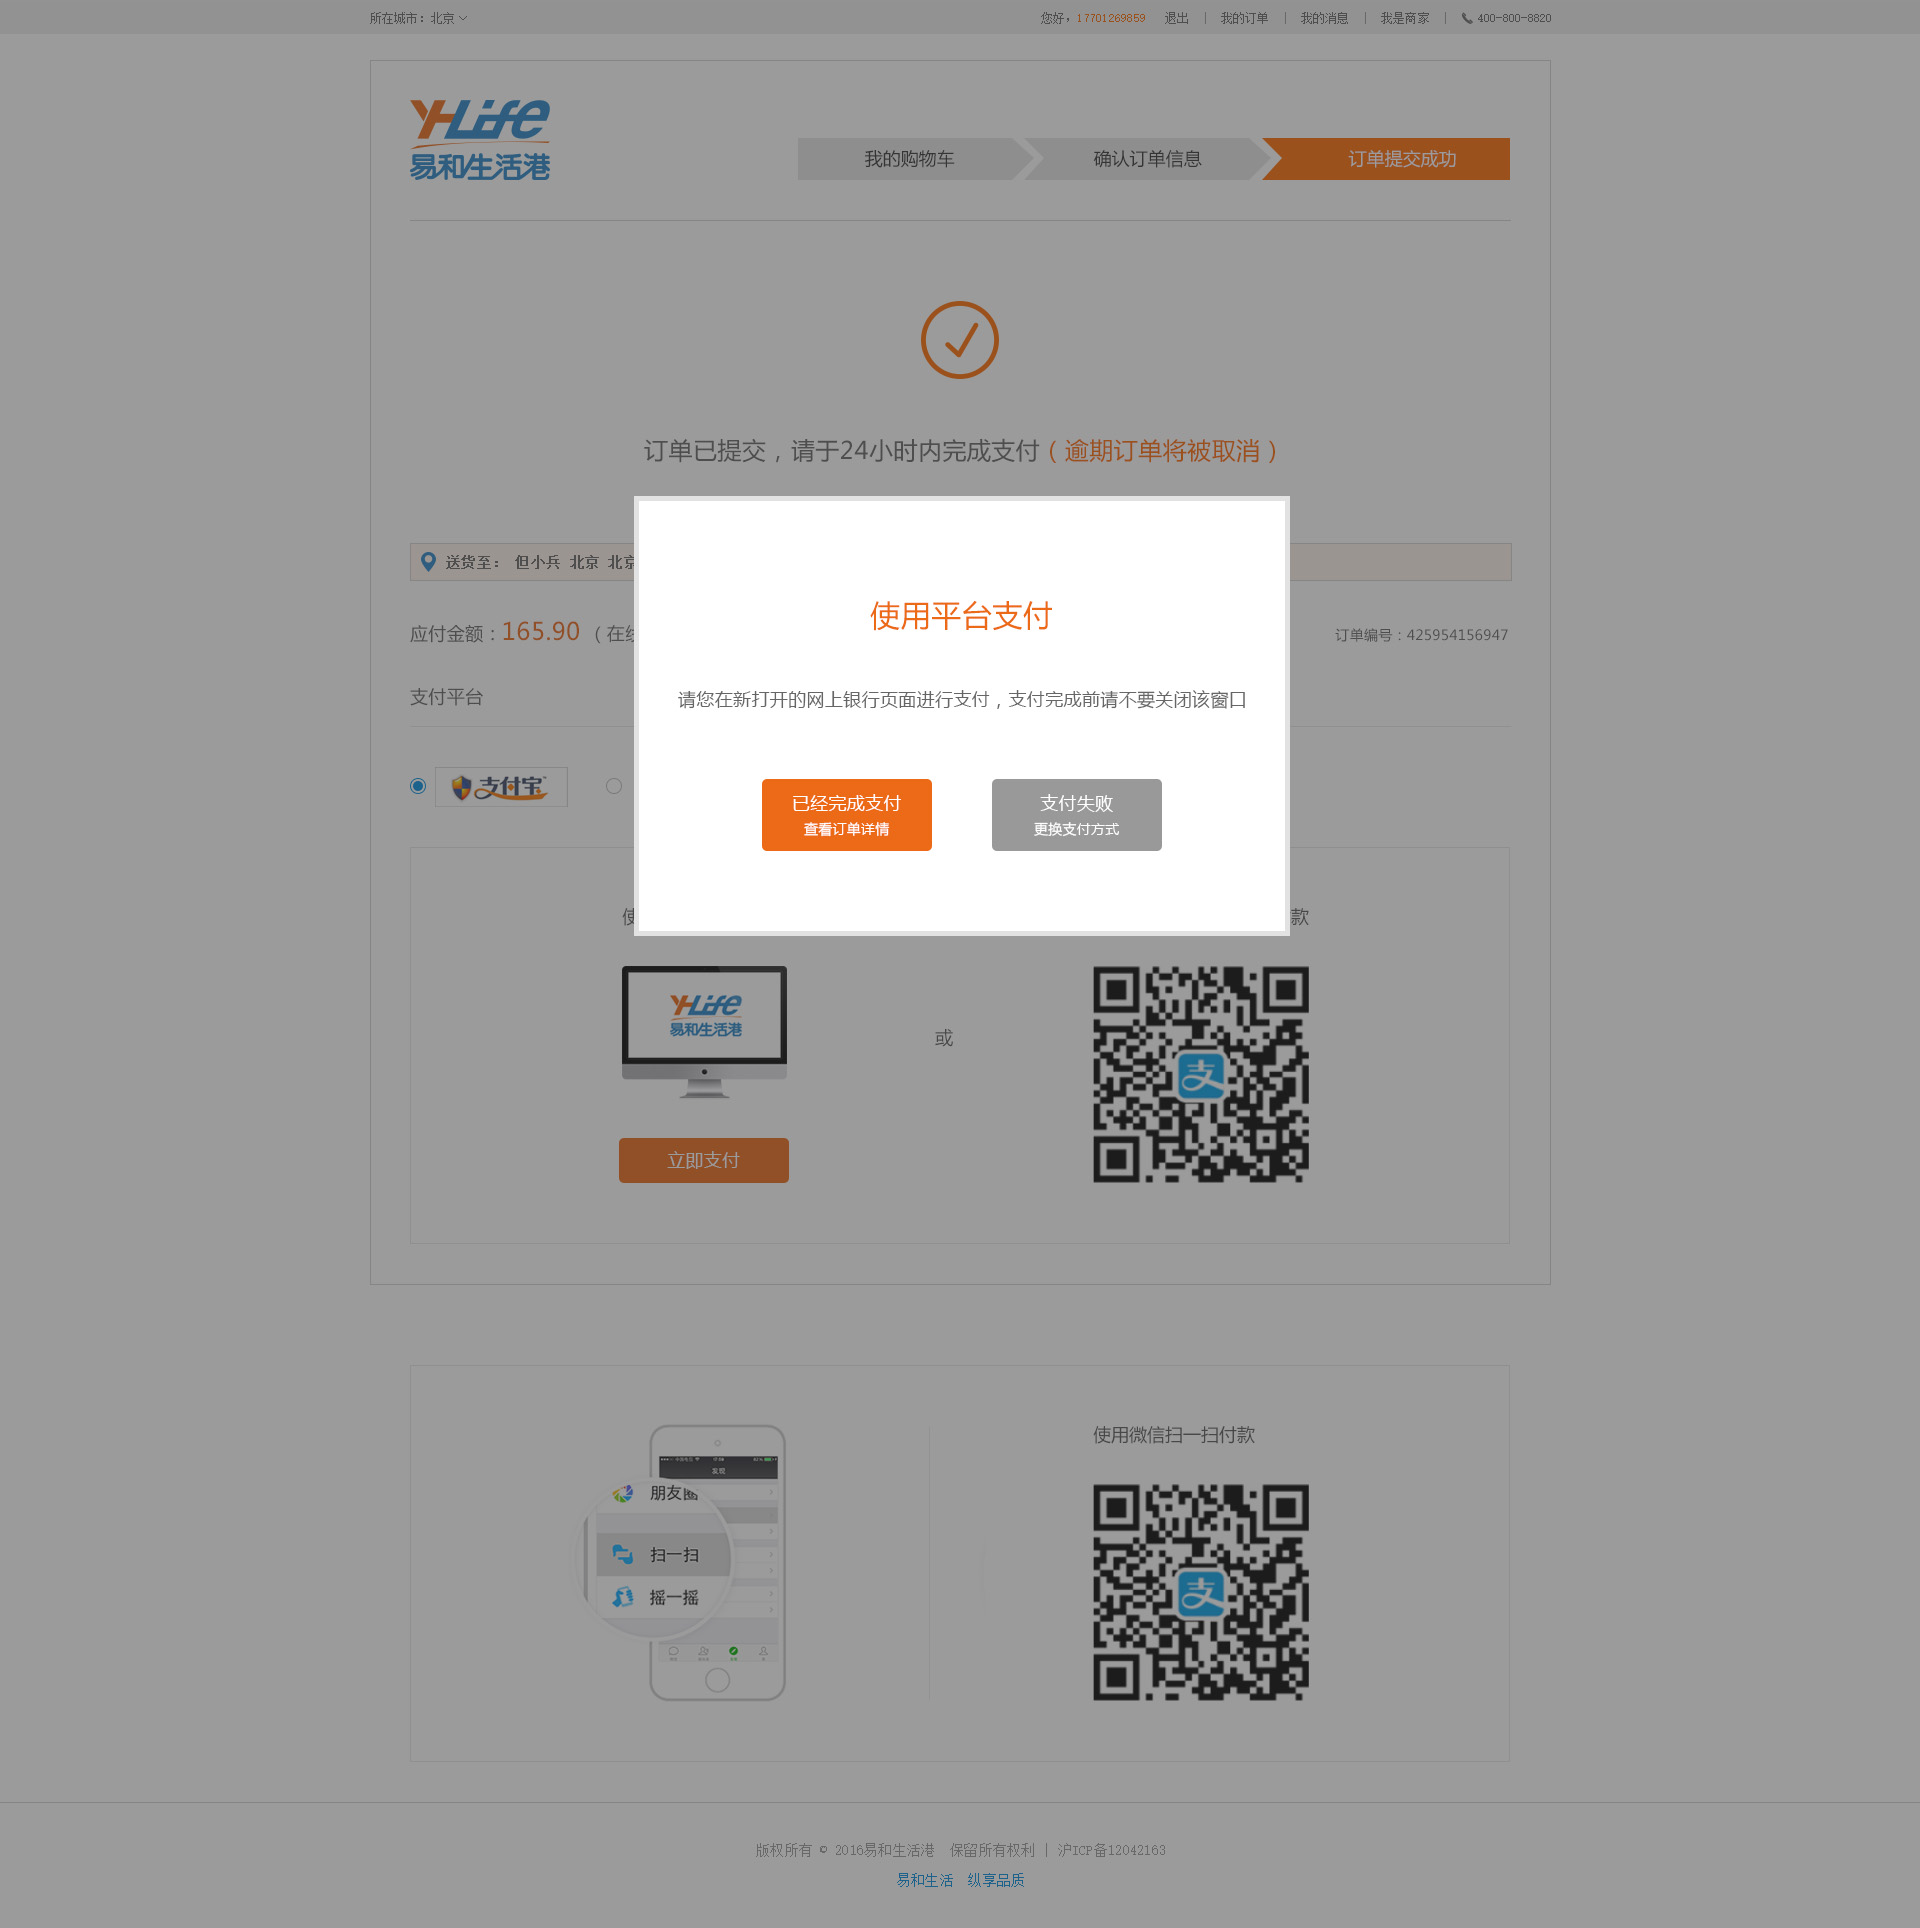 所在城市：北京
您好，17701269859 退出 | 我的订单 | 我的消息 | 我是商家 | 400-800-8820
Y-Life
易和生活港
我的购物车 确认订单信息 订单提交成功
订单已提交，请于24小时内完成支付（逾期订单将被取消）
送货至： 但小兵 北京 北京
应付金额：165.90 （在线
订单编号：425954156947
支付平台
支付宝
使用平台支付
请您在新打开的网上银行页面进行支付，支付完成前请不要关闭该窗口
已经完成支付
查看订单详情
支付失败
更换支付方式
使
款
Y-Life
易和生活港
或
支
立即支付
使用微信扫一扫付款
发现
朋友圈
扫一扫
摇一摇
支
版权所有 © 2016易和生活港 保留所有权利 | 沪ICP备12042163
易和生活 纵享品质